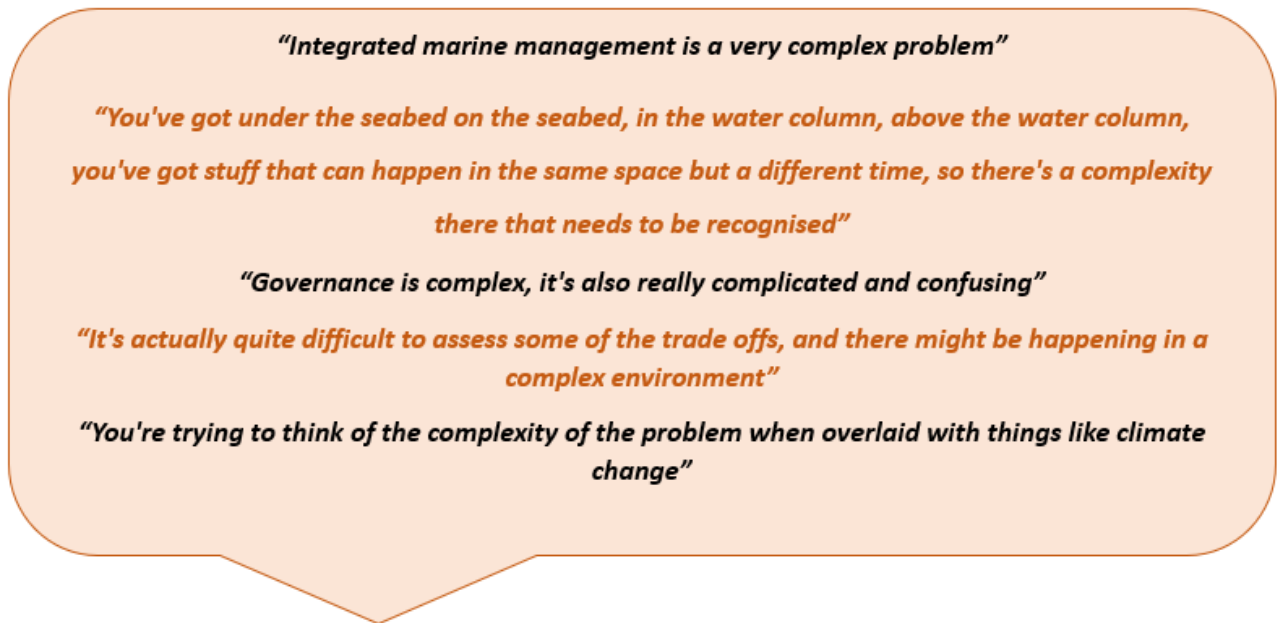 “Integrated marine management is a very complex problem”
“You've got under the seabed on the seabed, in the water column, above the water column,
you've got stuff that can happen in the same space but a different time, so there's a complexity
there that needs to be recognised”
“Governance is complex, it's also really complicated and confusing”
“It's actually quite difficult to assess some of the trade offs, and there might be happening in a
complex environment”
“You're trying to think of the complexity of the problem when overlaid with things like climate
change”